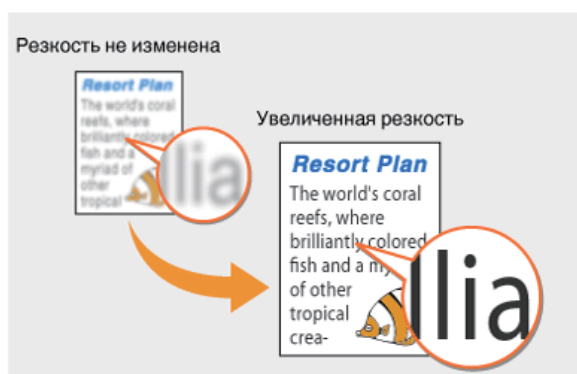 Резкость не изменена
Resort Plan
The world's coral
reefs, where
brilliantly colored
fish and a
myriad of
other
tropical
llia
Увеличенная резкость
Resort Plan
The world's coral
reefs, where
brilliantly colored
fish and a my
of other
tropical
crea-
llia